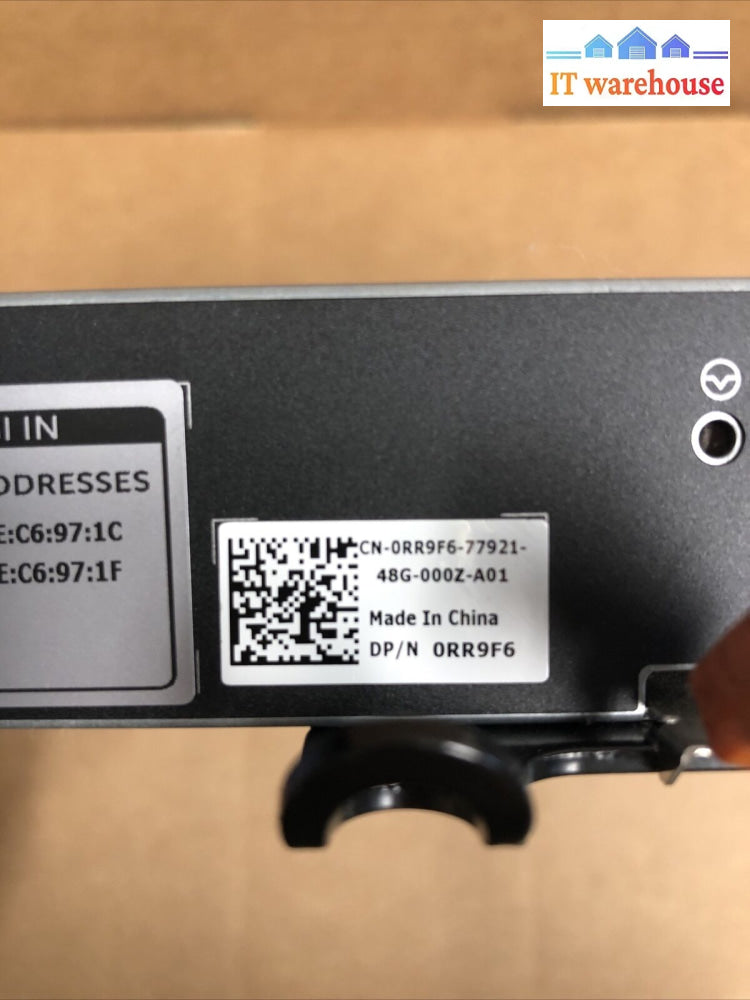 IT warehouse
I IN
DDRESSES
E:C6:97:1C
E:C6:97:1F
CN-0RR9F6-77921-
48G-000Z-A01
Made In China
DP/N 0RR9F6